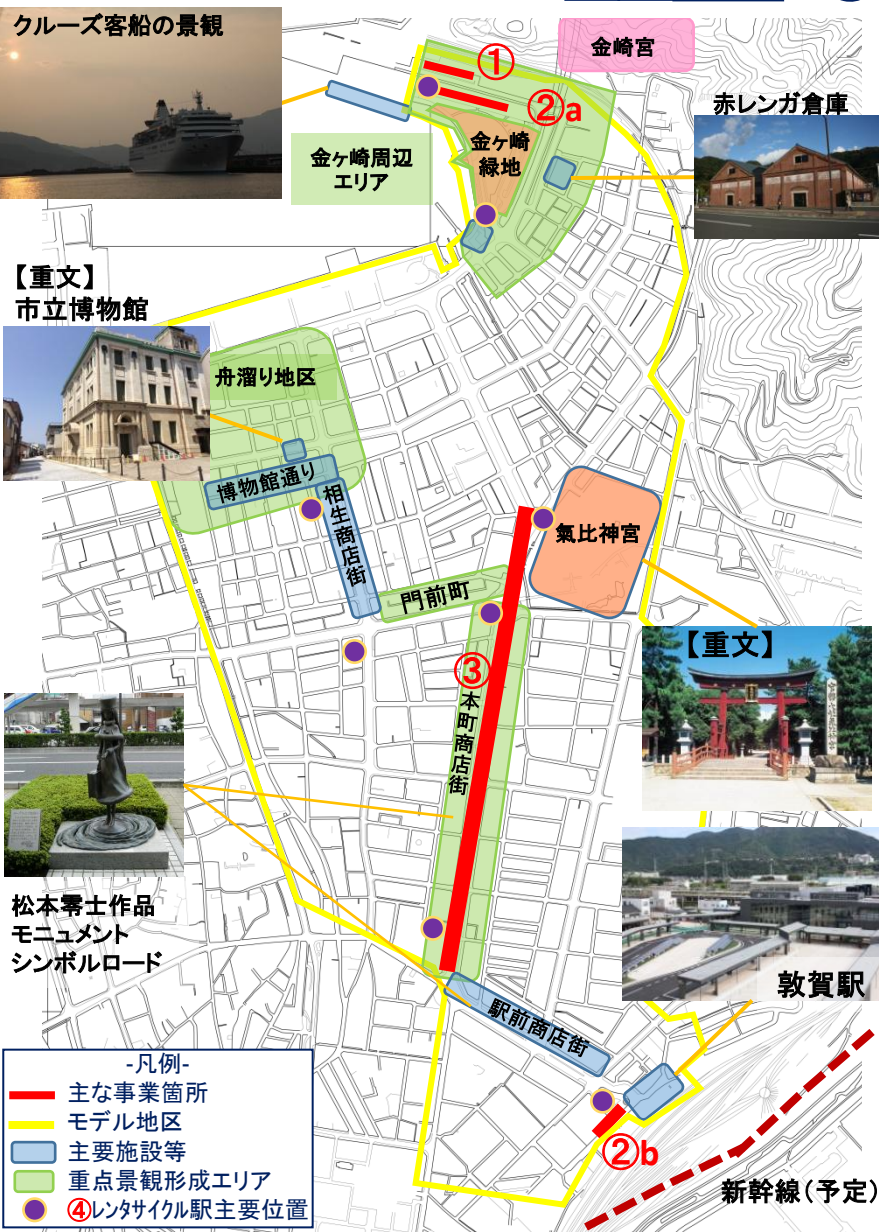 クルーズ客船の景観
金崎宮
①
②a
赤レンガ倉庫
金ヶ崎周辺
エリア
金ヶ崎
緑地
【重文】
市立博物館
舟溜り地区
博物館通り
相生商店街
氣比神宮
門前町
【重文】
③
本町商店街
松本零士作品
モニュメント
シンボルロード
敦賀駅
駅前商店街
②b
新幹線(予定)
-凡例-
主な事業箇所
モデル地区
主要施設等
重点景観形成エリア
④レンタサイクル駅主要位置